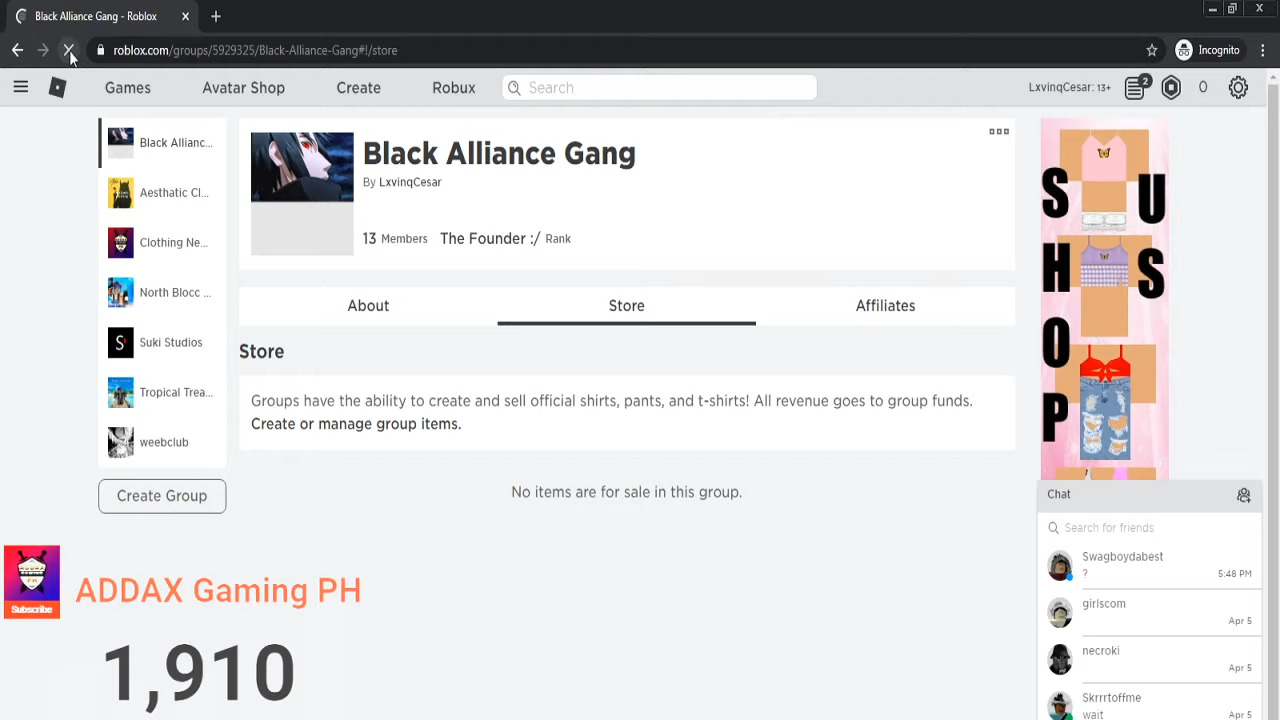 Black Alliance Gang - Roblox
roblox.com/groups/5929325/Black-Alliance-Gang#!/store
Incognito
Games
Avatar Shop
Create
Robux
Search
LxvinqCesar: 13+
2
0
Black Allianc...
Aesthatic Cl...
Clothing Ne...
North Blocc ...
Suki Studios
Tropical Trea...
weebclub
Create Group
Black Alliance Gang
By LxvinqCesar
13 Members The Founder :/ Rank
About
Store
Affiliates
Store
Groups have the ability to create and sell official shirts, pants, and t-shirts! All revenue goes to group funds.
Create or manage group items.
No items are for sale in this group.
SHOP
US
Chat
Search for friends
Swagboydabest
? 5:48 PM
girlscom
Apr 5
necroki
Apr 5
Skrrrtoffme
wait Apr 5
ADDAX Gaming PH
Subscribe
1,910